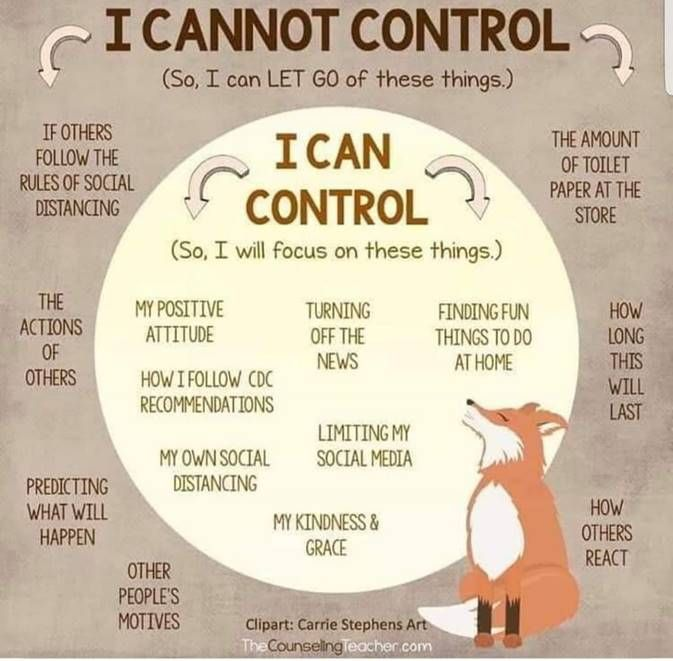 I CANNOT CONTROL
(So, I can LET GO of these things.)
IF OTHERS
FOLLOW THE
RULES OF SOCIAL
DISTANCING
I CAN
CONTROL
(So, I will focus on these things.)
THE AMOUNT
OF TOILET
PAPER AT THE
STORE
THE
ACTIONS
OF
OTHERS
MY POSITIVE
ATTITUDE
TURNING
OFF THE
NEWS
FINDING FUN
THINGS TO DO
AT HOME
HOW
LONG
THIS
WILL
LAST
HOW I FOLLOW CDC
RECOMMENDATIONS
LIMITING MY
SOCIAL MEDIA
MY OWN SOCIAL
DISTANCING
PREDICTING
WHAT WILL
HAPPEN
MY KINDNESS &
GRACE
HOW
OTHERS
REACT
OTHER
PEOPLE'S
MOTIVES
Clipart: Carrie Stephens Art
TheCounselingTeacher.com